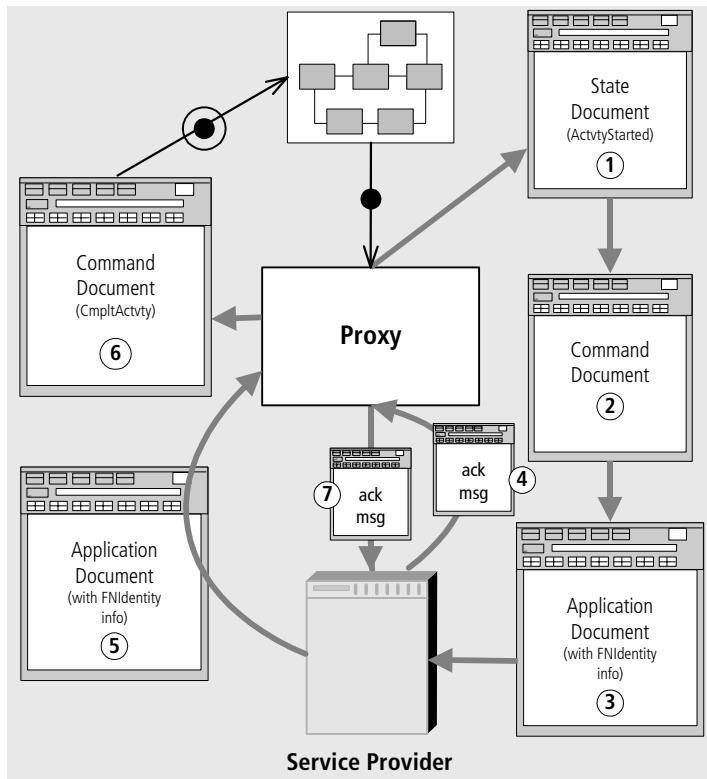 State
Document
(ActvtyStarted)
1
Command
Document
2
Application
Document
(with FNIdentity
info)
3
Proxy
ack
msg
4
Application
Document
(with FNIdentity
info)
5
Command
Document
(CmpltActvty)
6
7
ack
msg
Service Provider